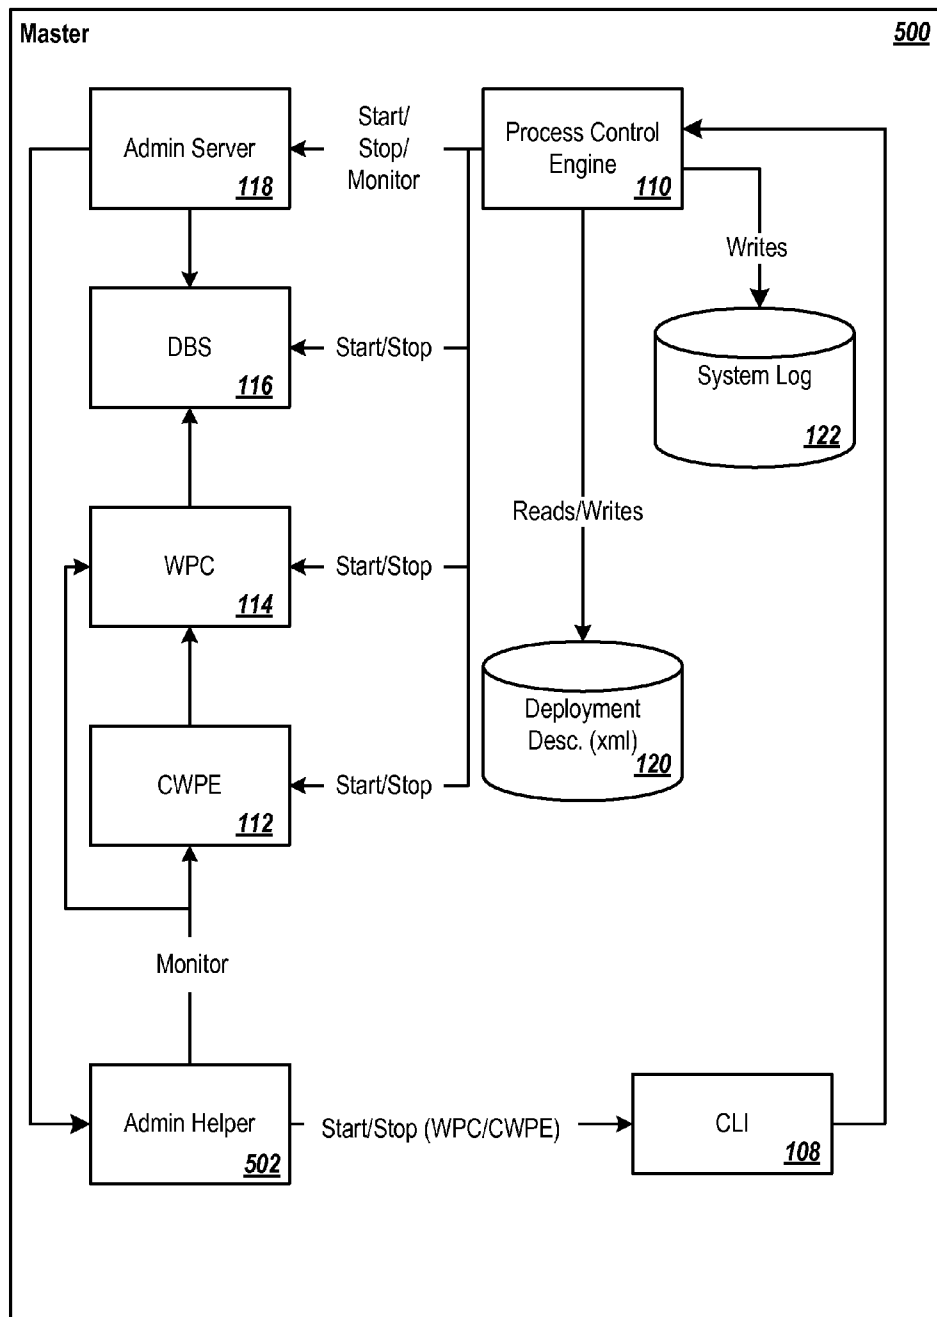 Master
500
Admin Server
118
Start/
Stop/
Monitor
Process Control
Engine
110
Writes
DBS
116
Start/Stop
System Log
122
Reads/Writes
WPC
114
Start/Stop
Deployment
Desc. (xml)
120
CWPE
112
Start/Stop
Monitor
Admin Helper
502
Start/Stop (WPC/CWPE)
CLI
108